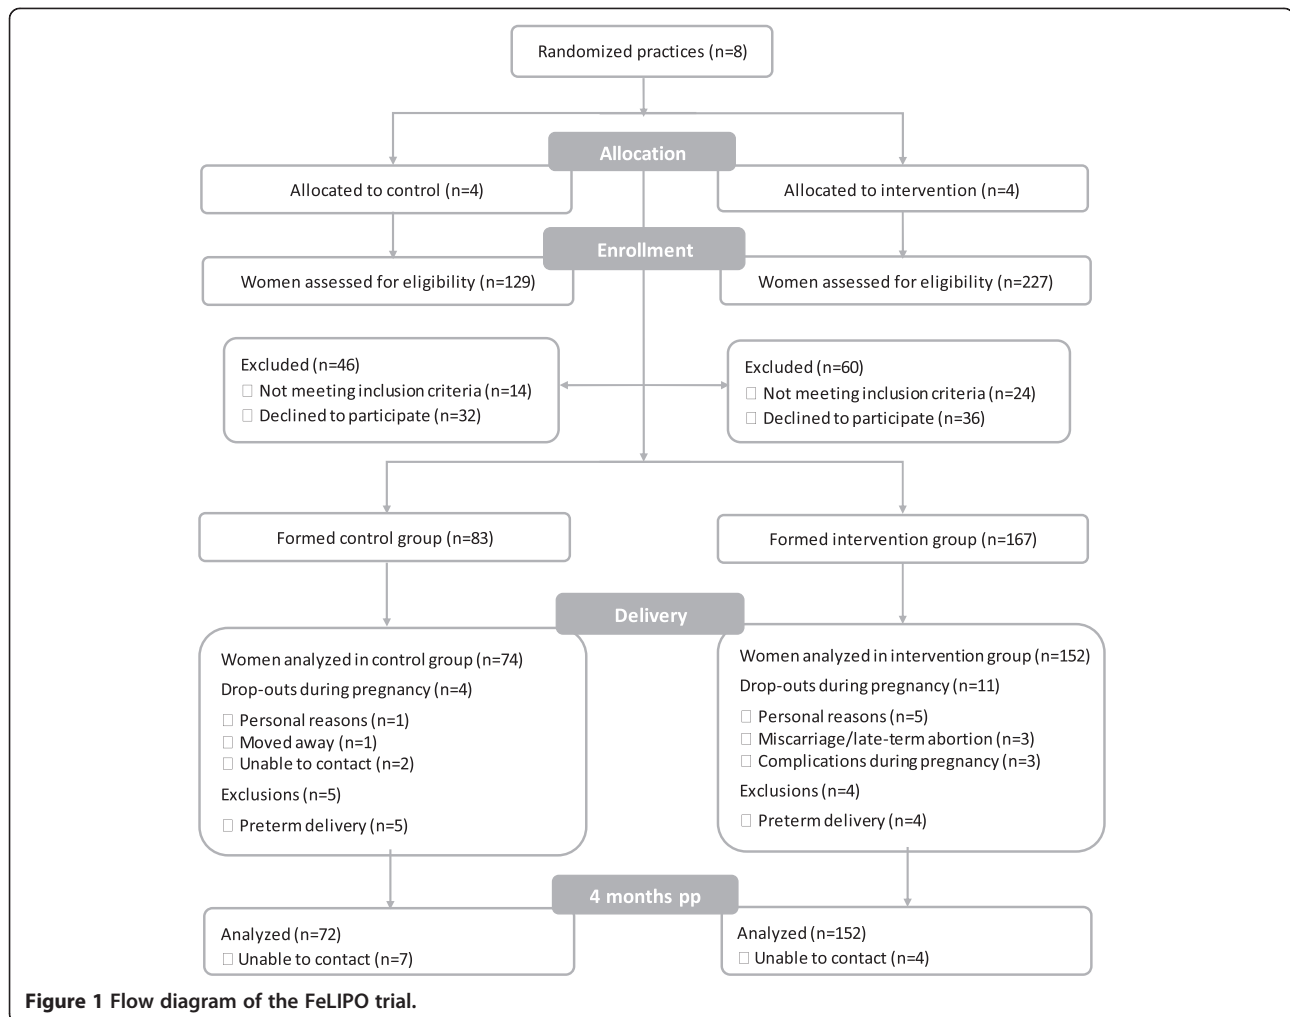 Randomized practices (n=8)
Allocation
Allocated to control (n=4)
Allocated to intervention (n=4)
Enrollment
Women assessed for eligibility (n=129)
Women assessed for eligibility (n=227)
Excluded (n=46)
□ Not meeting inclusion criteria (n=14)
□ Declined to participate (n=32)
Excluded (n=60)
□ Not meeting inclusion criteria (n=24)
□ Declined to participate (n=36)
Formed control group (n=83)
Formed intervention group (n=167)
Delivery
Women analyzed in control group (n=74)
Drop-outs during pregnancy (n=4)
□ Personal reasons (n=1)
□ Moved away (n=1)
□ Unable to contact (n=2)
Exclusions (n=5)
□ Preterm delivery (n=5)
Women analyzed in intervention group (n=152)
Drop-outs during pregnancy (n=11)
□ Personal reasons (n=5)
□ Miscarriage/late-term abortion (n=3)
□ Complications during pregnancy (n=3)
Exclusions (n=4)
□ Preterm delivery (n=4)
4 months pp
Analyzed (n=72)
□ Unable to contact (n=7)
Analyzed (n=152)
□ Unable to contact (n=4)
Figure 1 Flow diagram of the FeLIPO trial.